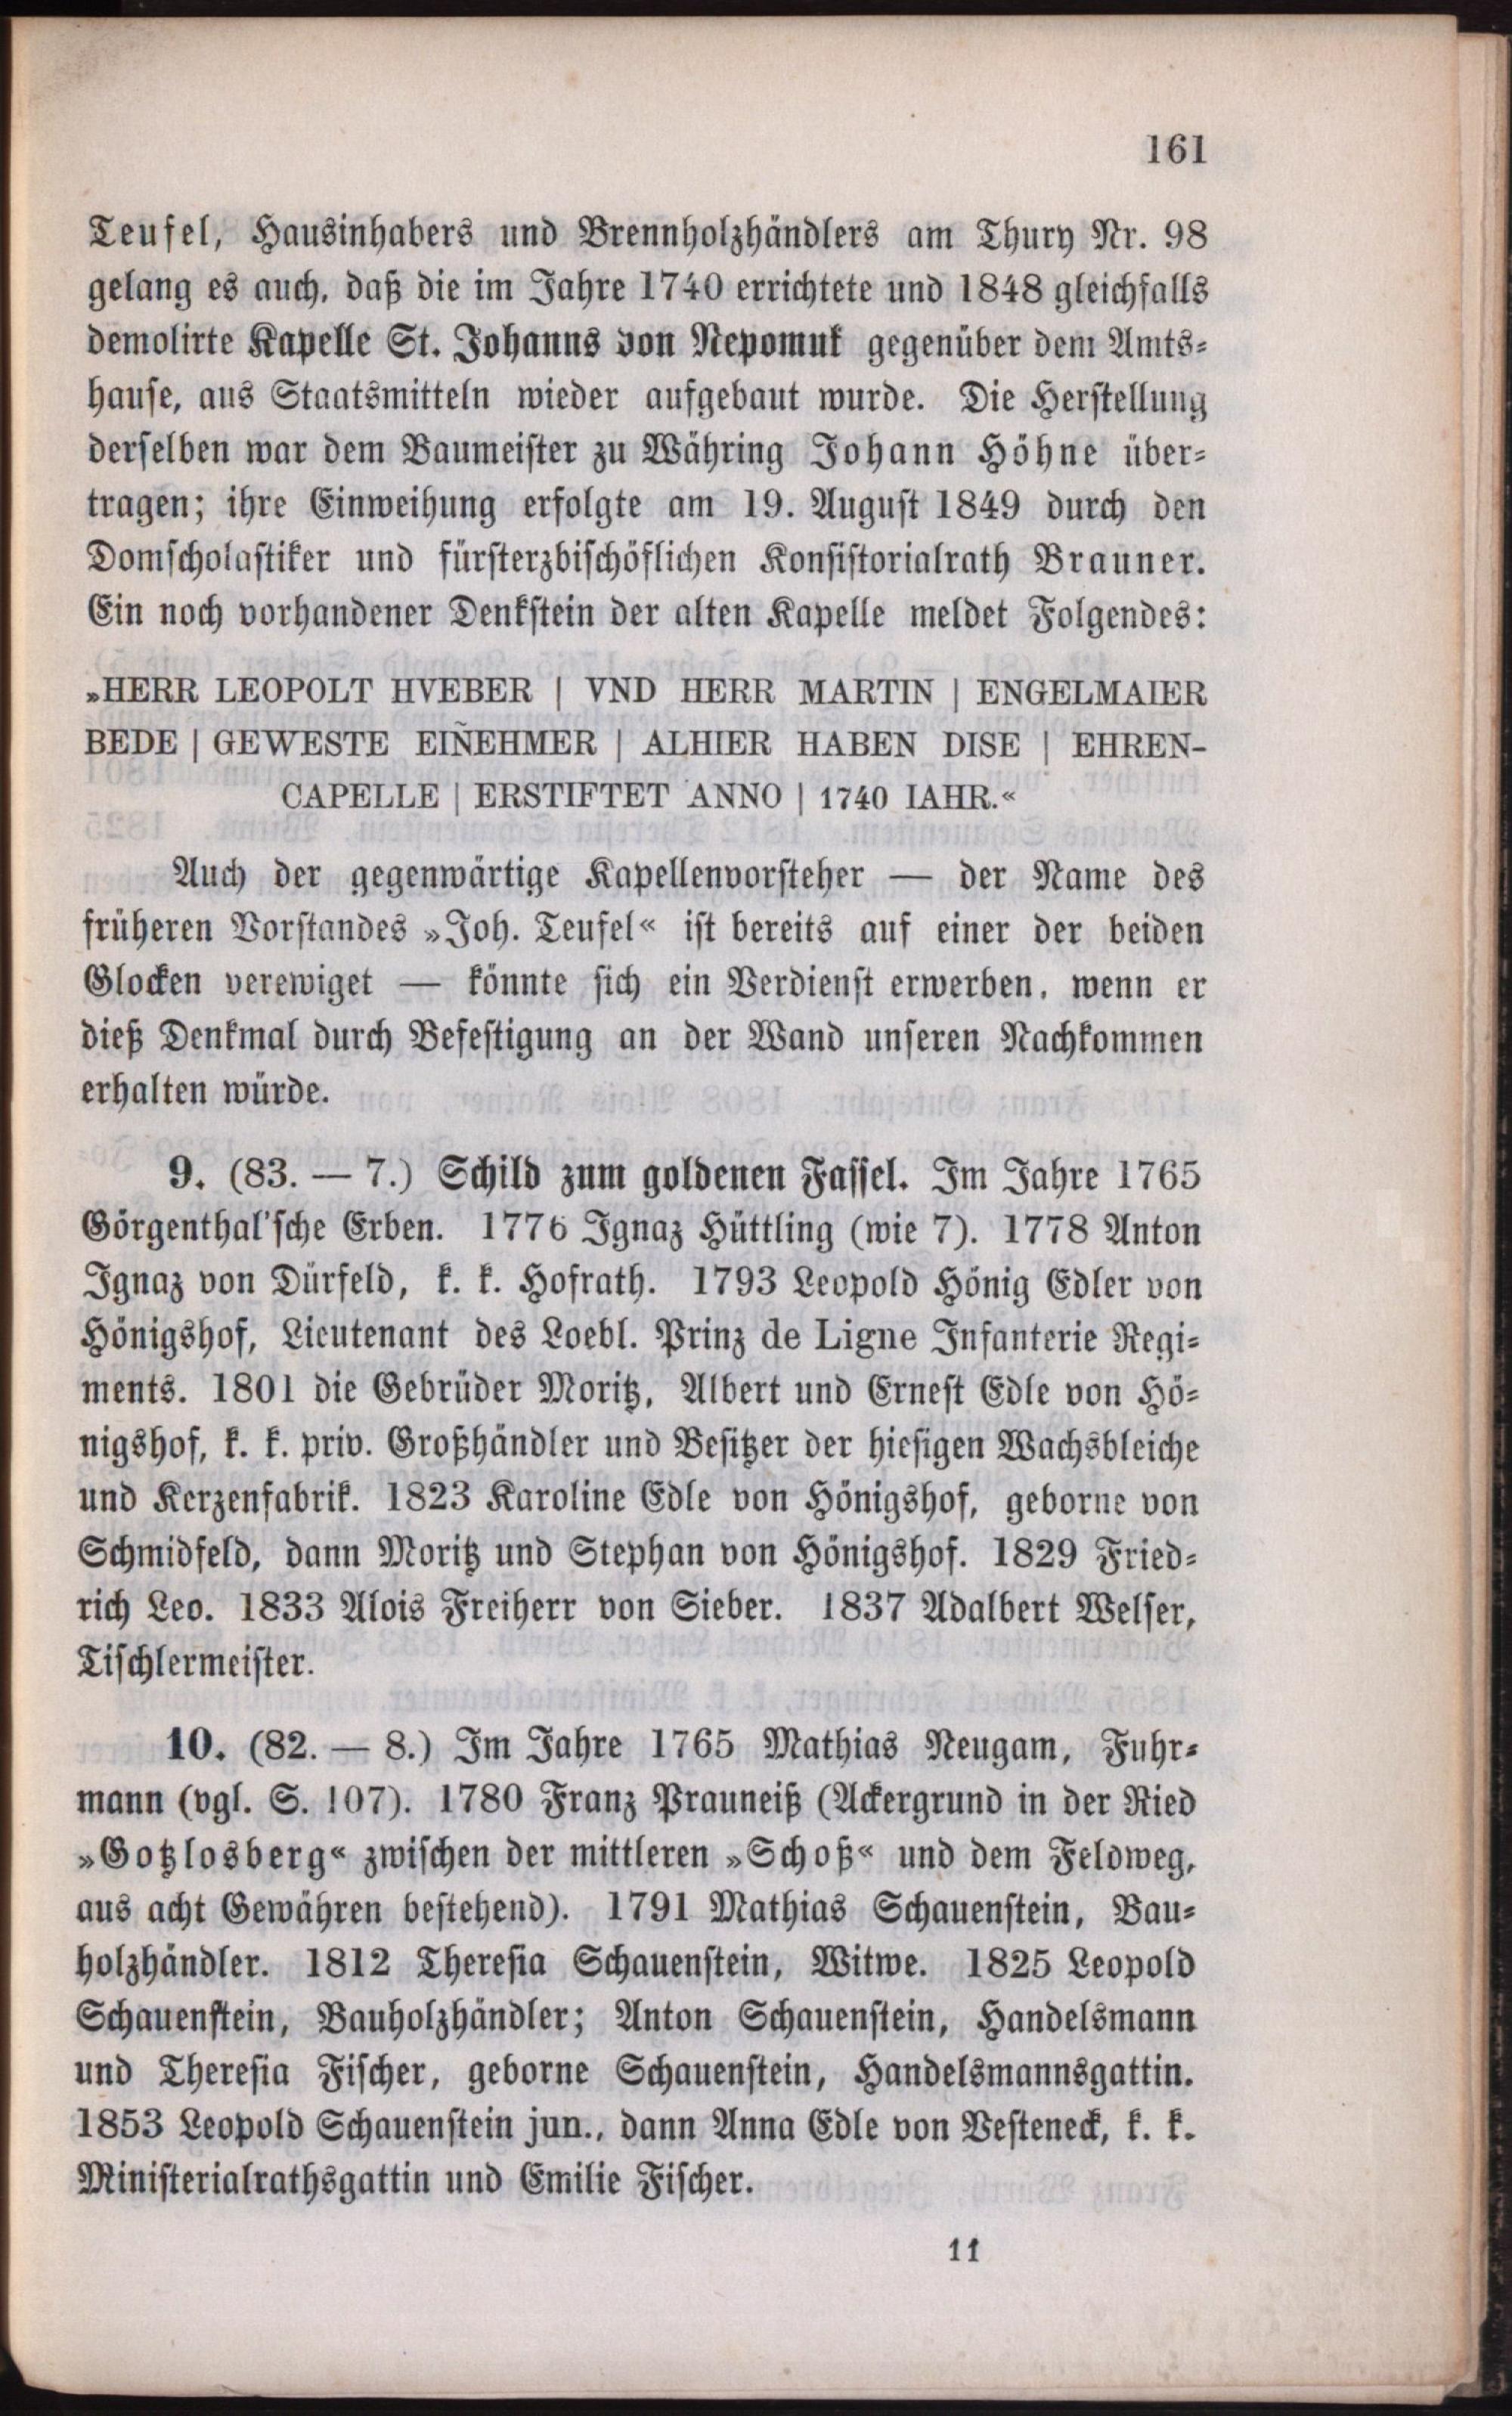 161
Teufel, Hausinhabers und Brennholzhändlers am Thury Nr. 98
gelang es auch, daß die im Jahre 1740 errichtete und 1848 gleichfalls
demolirte Kapelle St. Johanns von Nepomuk gegenüber dem Amts-
hause, aus Staatsmitteln wieder aufgebaut wurde. Die Herstellung
derselben war dem Baumeister zu Währing Johann Höhne über-
tragen; ihre Einweihung erfolgte am 19. August 1849 durch den
Domscholastiker und fürsterzbischöflichen Konsistorialrath Brauner.
Ein noch vorhandener Denkstein der alten Kapelle meldet Folgendes:
»HERR LEOPOLT HVEBER | VND HERR MARTIN | ENGELMAIER
BEDE | GEWESTE EIÑEHMER | ALHIER HABEN DISE | EHREN-
CAPELLE | ERSTIFTET ANNO | 1740 IAHR.«
Auch der gegenwärtige Kapellenvorsteher — der Name des
früheren Vorstandes »Joh. Teufel« ist bereits auf einer der beiden
Glocken verewiget — könnte sich ein Verdienst erwerben, wenn er
dieß Denkmal durch Befestigung an der Wand unseren Nachkommen
erhalten würde.
9. (83. — 7.) Schild zum goldenen Fassel. Im Jahre 1765
Görgenthal'sche Erben. 1776 Ignaz Hüttling (wie 7). 1778 Anton
Ignaz von Dürfeld, k. k. Hofrath. 1793 Leopold Hönig Edler von
Hönigshof, Lieutenant des Loebl. Prinz de Ligne Infanterie Regi-
ments. 1801 die Gebrüder Moritz, Albert und Ernest Edle von Hö-
nigshof, k. k. priv. Großhändler und Besitzer der hiesigen Wachsbleiche
und Kerzenfabrik. 1823 Karoline Edle von Hönigshof, geborne von
Schmidfeld, dann Moritz und Stephan von Hönigshof. 1829 Fried-
rich Leo. 1833 Alois Freiherr von Sieber. 1837 Adalbert Welser,
Tischlermeister.
10. (82. — 8.) Im Jahre 1765 Mathias Neugam, Fuhr-
mann (vgl. S. 107). 1780 Franz Prauneiß (Ackergrund in der Ried
»Gotzlosberg« zwischen der mittleren »Schoß« und dem Feldweg,
aus acht Gewähren bestehend). 1791 Mathias Schauenstein, Bau-
holzhändler. 1812 Theresia Schauenstein, Witwe. 1825 Leopold
Schauenstein, Bauholzhändler; Anton Schauenstein, Handelsmann
und Theresia Fischer, geborne Schauenstein, Handelsmannsgattin.
1853 Leopold Schauenstein jun., dann Anna Edle von Vesteneck, k. k.
Ministerialrathsgattin und Emilie Fischer.
11